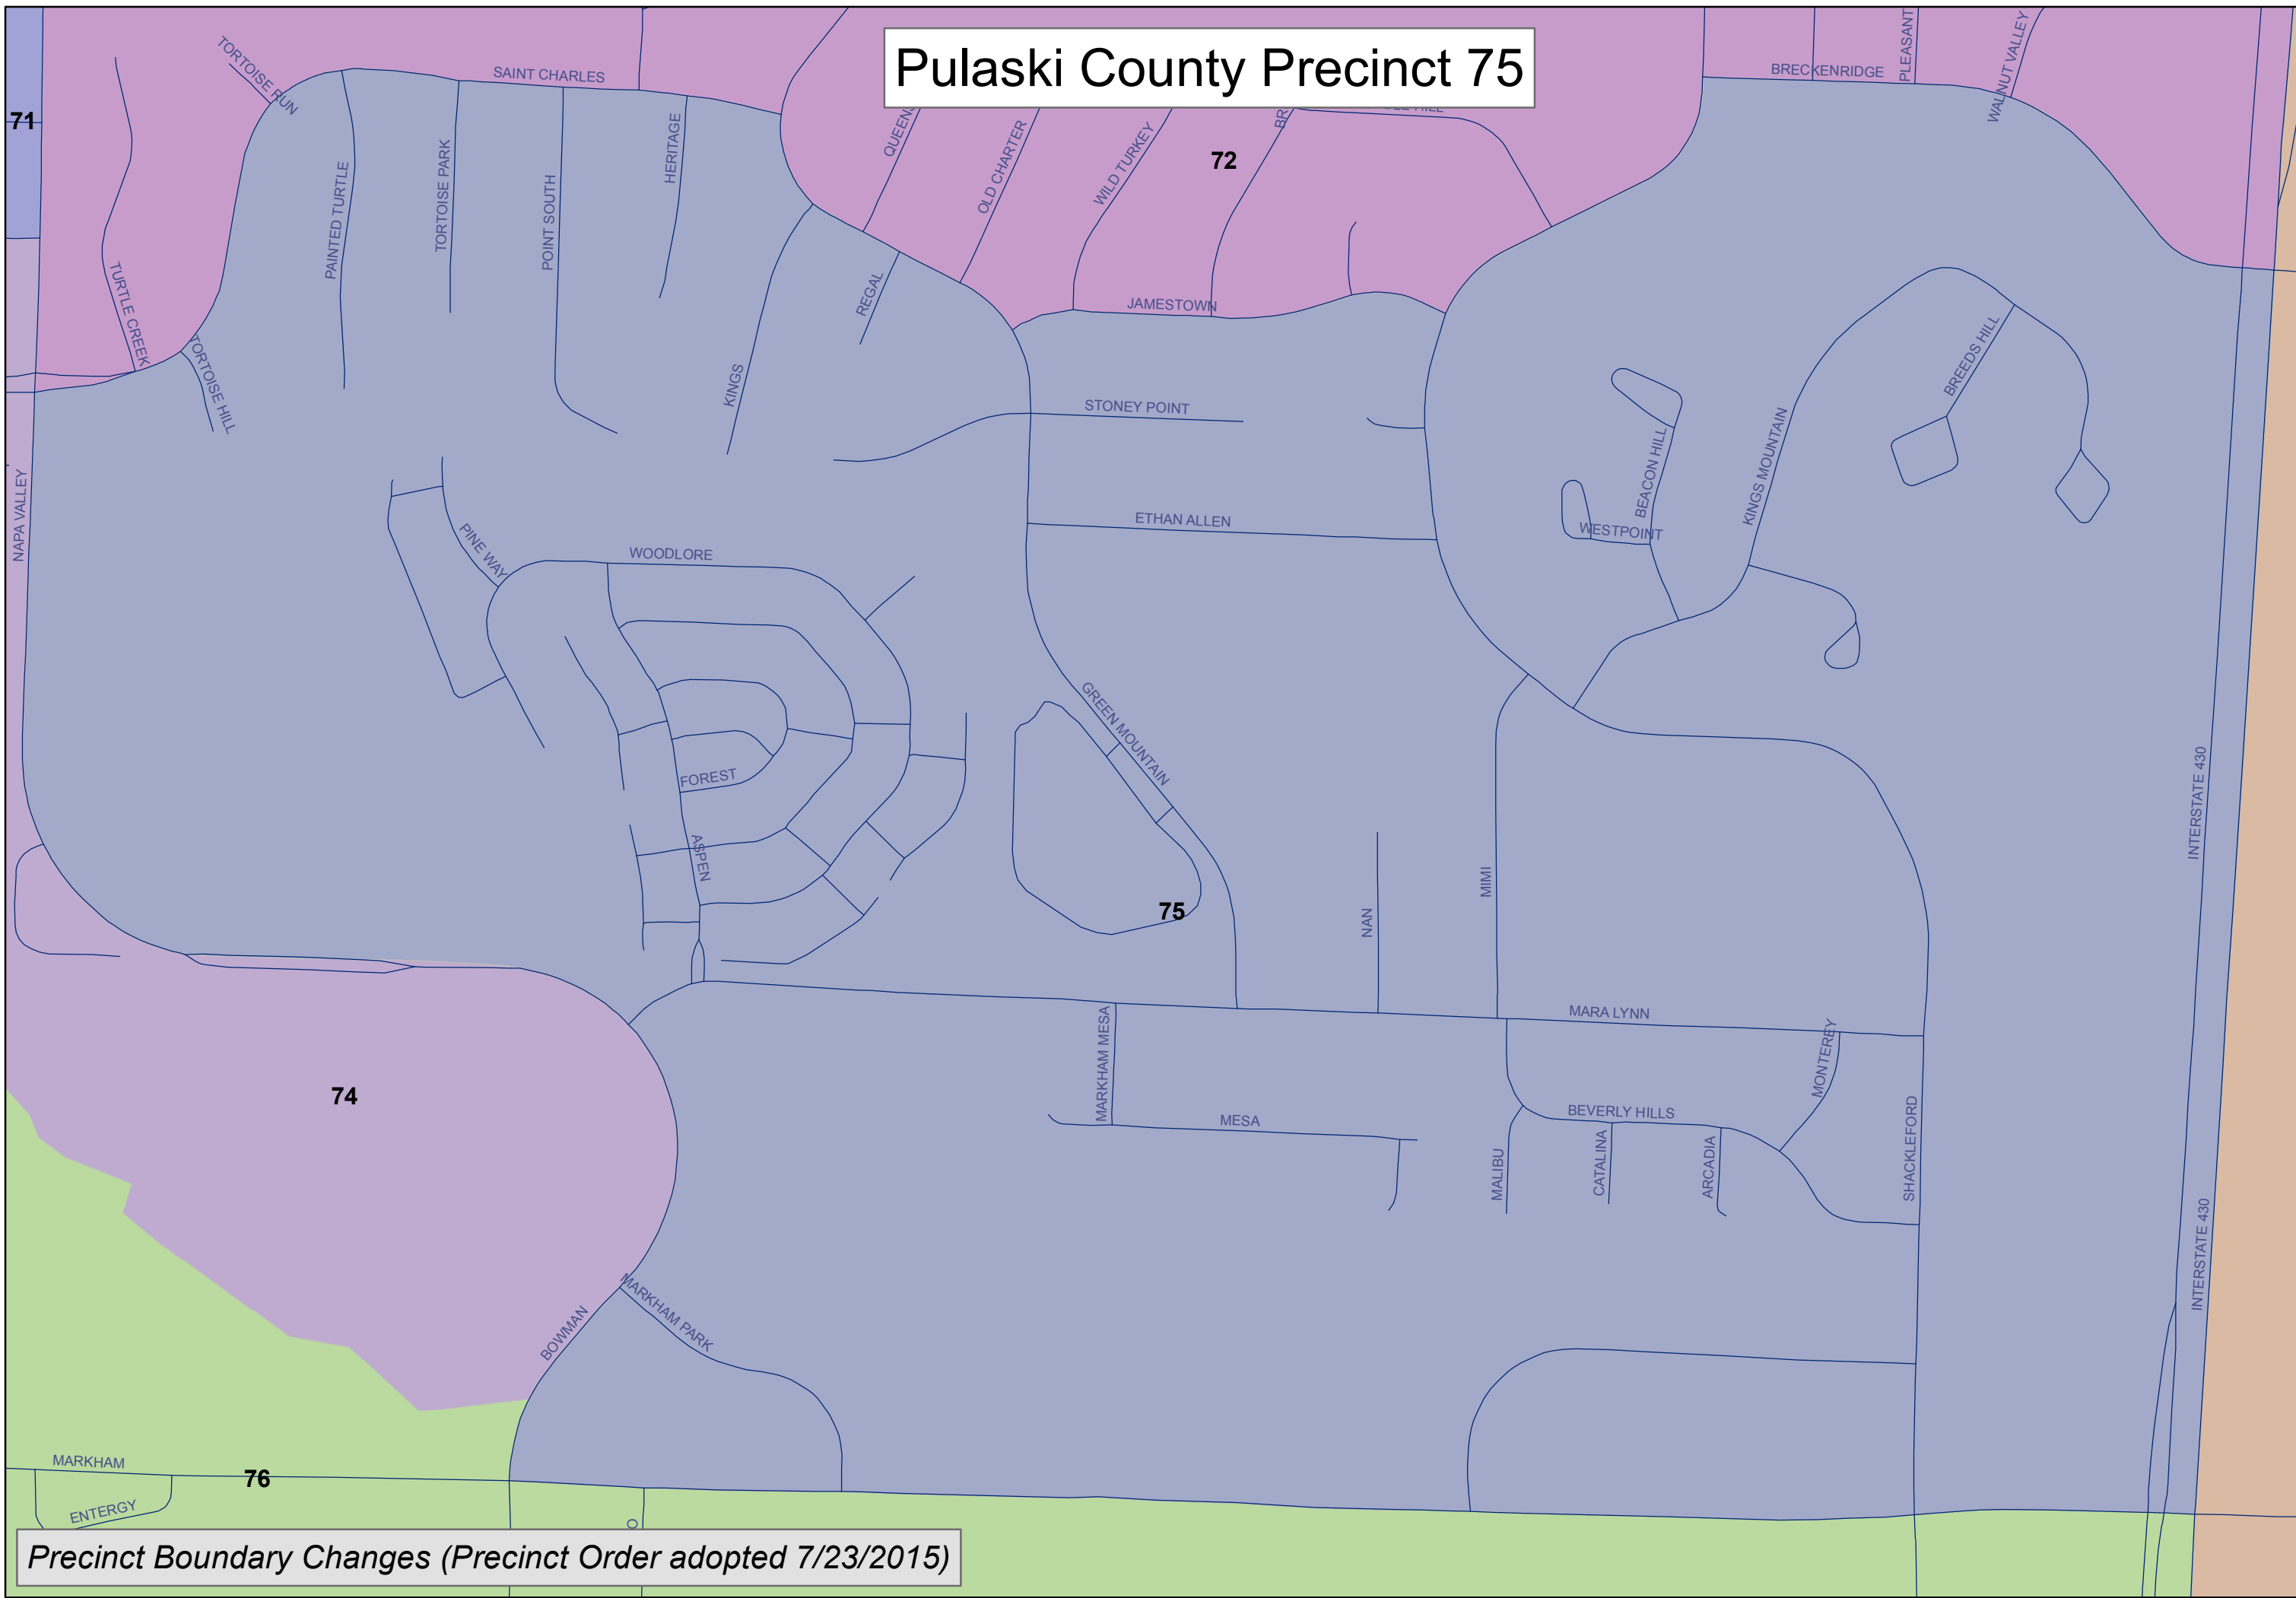 Pulaski County Precinct 75
TORTOISE RUN
SAINT CHARLES
BRECKENRIDGE
PLEASANT
WALNUT VALLEY
71
72
QUEENS
OLD CHARTER
WILD TURKEY
HERITAGE
PAINTED TURTLE
TORTOISE PARK
POINT SOUTH
TURTLE CREEK
TORTOISE HILL
REGAL
KINGS
JAMESTOWN
STONEY POINT
BREEDS HILL
KINGS MOUNTAIN
BEACON HILL
WESTPOINT
ETHAN ALLEN
NAPA VALLEY
PINE WAY
WOODLORE
FOREST
ASPEN
GREEN MOUNTAIN
INTERSTATE 430
75
NAN
MIMI
MARA LYNN
MARKHAM MESA
MONTEREY
74
MESA
BEVERLY HILLS
MALIBU
CATALINA
ARCADIA
SHACKLEFORD
INTERSTATE 430
BOWMAN
MARKHAM PARK
MARKHAM
76
ENTERGY
Precinct Boundary Changes (Precinct Order adopted 7/23/2015)